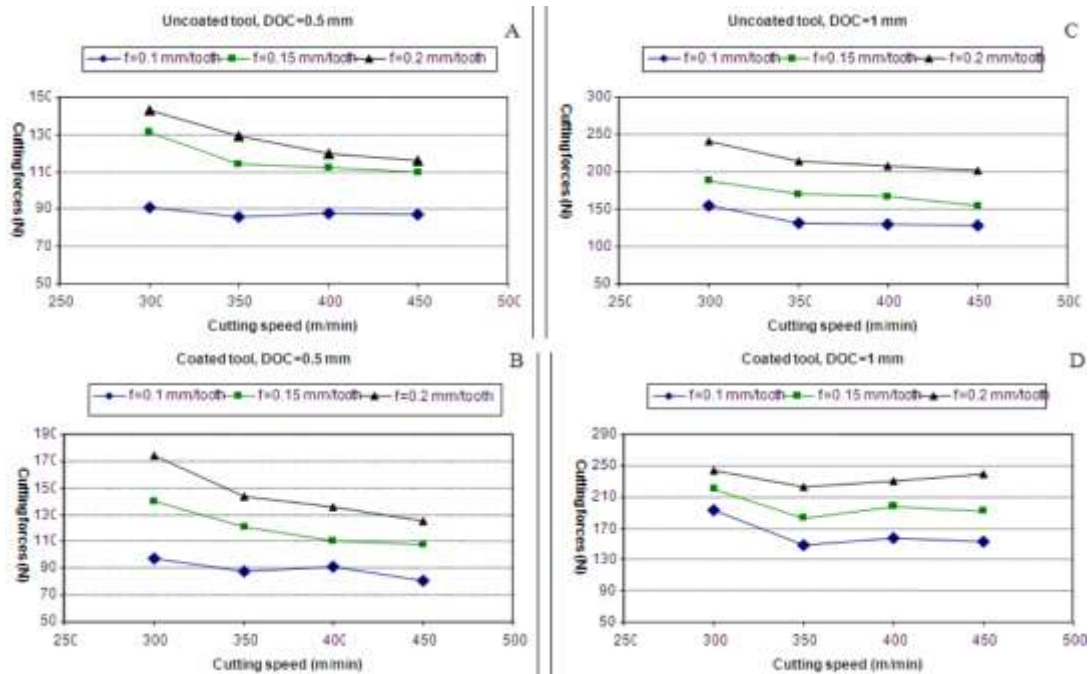 Uncoated tool, DOC=0.5 mm
A
f=0.1 mm/tooth f=0.15 mm/tooth f=0.2 mm/tooth
Cutting forces (N)
150
130
110
90
70
50
250 300 350 400 450 500
Cutting speed (m/min)
Uncoated tool, DOC=1 mm
C
f=0.1 mm/tooth f=0.15 mm/tooth f=0.2 mm/tooth
Cutting forces (N)
300
250
200
150
100
50
250 300 350 400 450 500
Cutting speed (m/min)
Coated tool, DOC=0.5 mm
B
f=0.1 mm/tooth f=0.15 mm/tooth f=0.2 mm/tooth
Cutting forces (N)
190
170
150
130
110
90
70
50
250 300 350 400 450 500
Cutting speed (m/min)
Coated tool, DOC=1 mm
D
f=0.1 mm/tooth f=0.15 mm/tooth f=0.2 mm/tooth
Cutting forces (N)
290
250
210
170
130
90
50
250 300 350 400 450 500
Cutting speed (m/min)